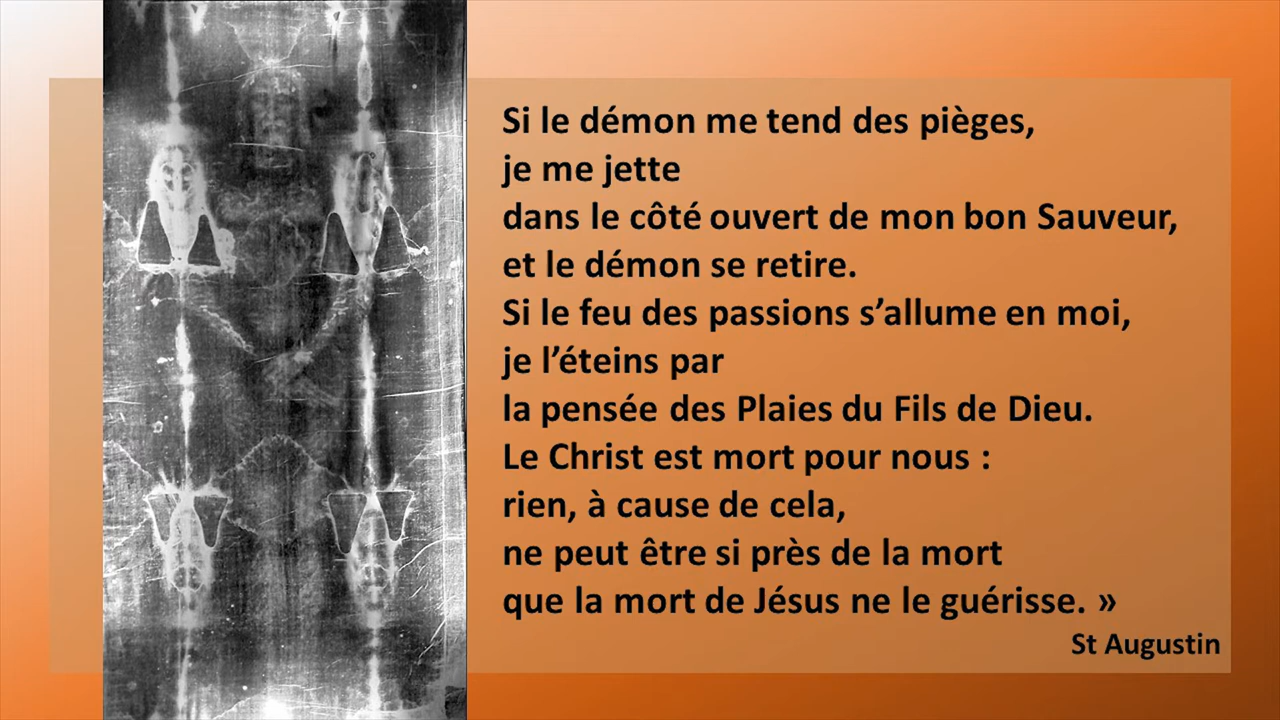 Si le démon me tend des pièges,
je me jette
dans le côté ouvert de mon bon Sauveur,
et le démon se retire.
Si le feu des passions s’allume en moi,
je l’éteins par
la pensée des Plaies du Fils de Dieu.
Le Christ est mort pour nous :
rien, à cause de cela,
ne peut être si près de la mort
que la mort de Jésus ne le guérisse. »
St Augustin